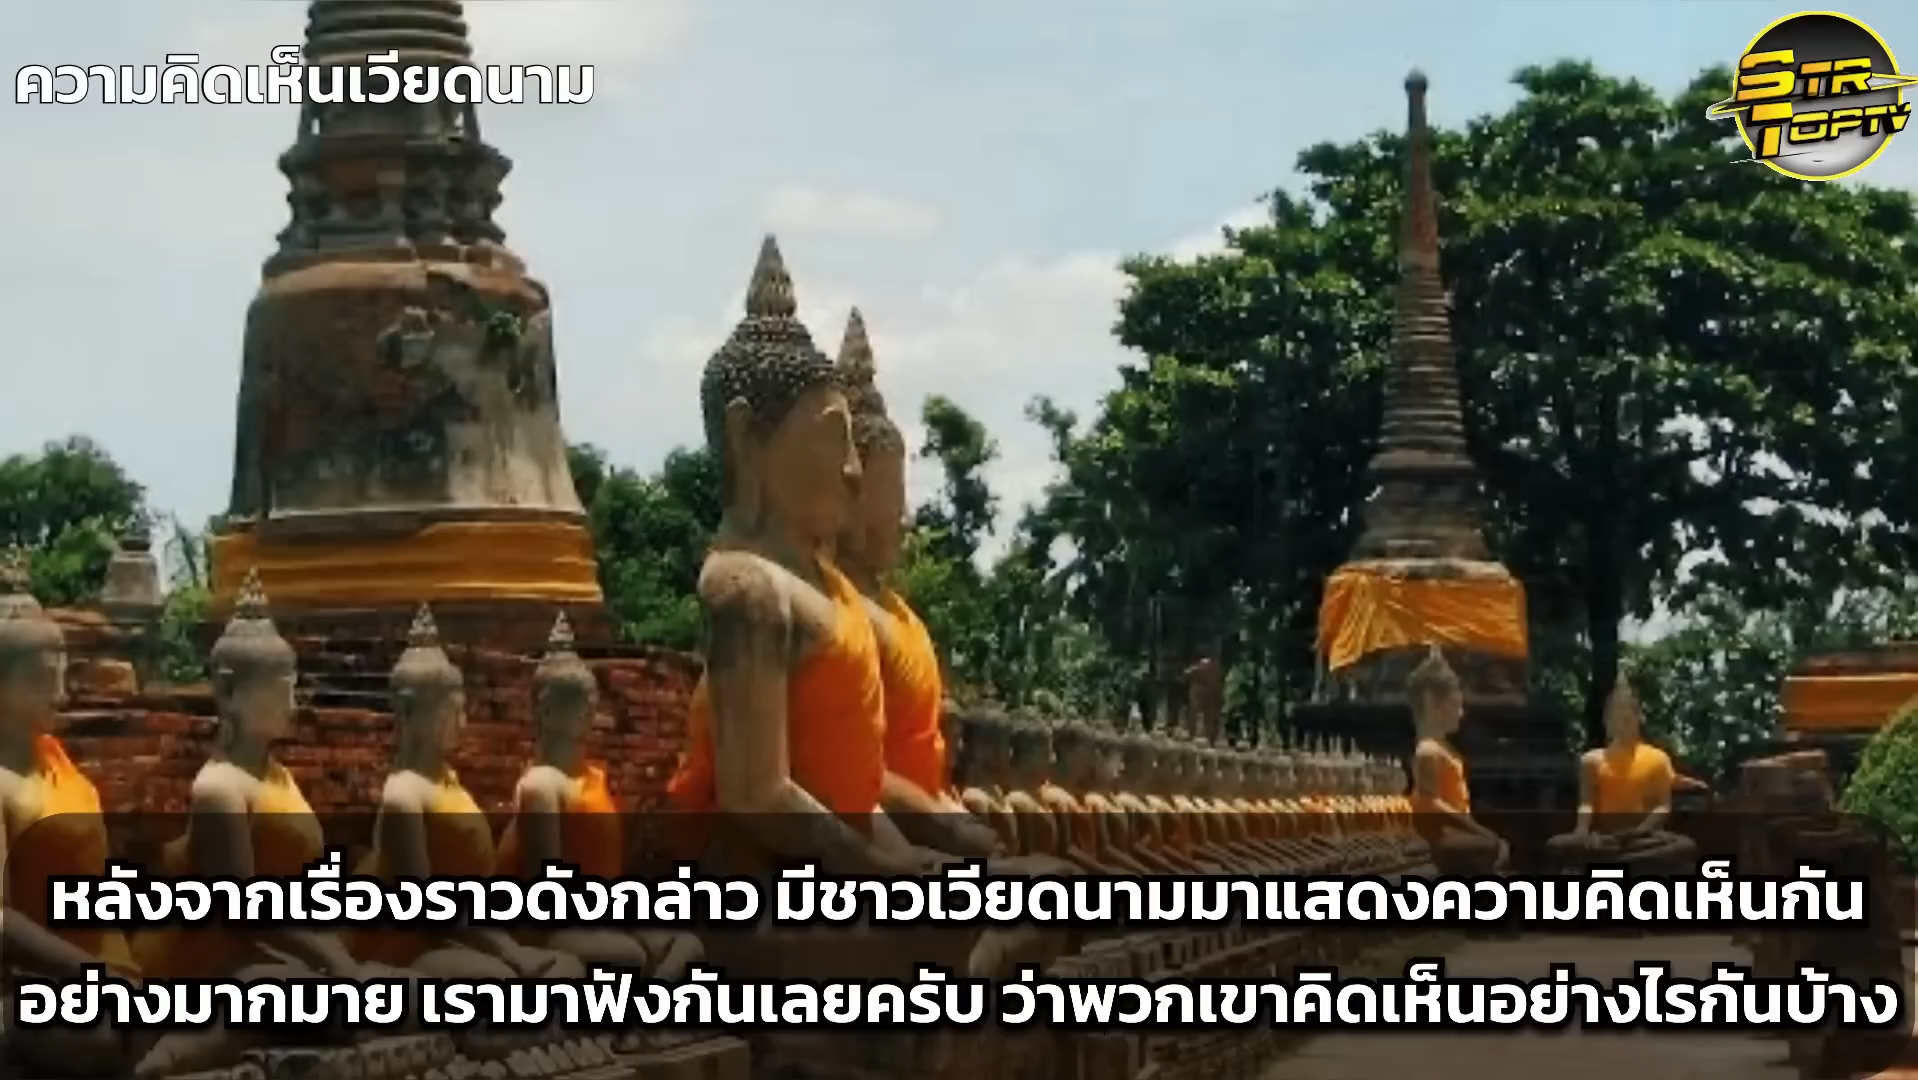 ความคิดเห็นเวียดนาม
STR
TOPTV
หลังจากเรื่องราวดังกล่าว มีชาวเวียดนามมาแสดงความคิดเห็นกัน
อย่างมากมาย เรามาฟังกันเลยครับ ว่าพวกเขาคิดเห็นอย่างไรกันบ้าง